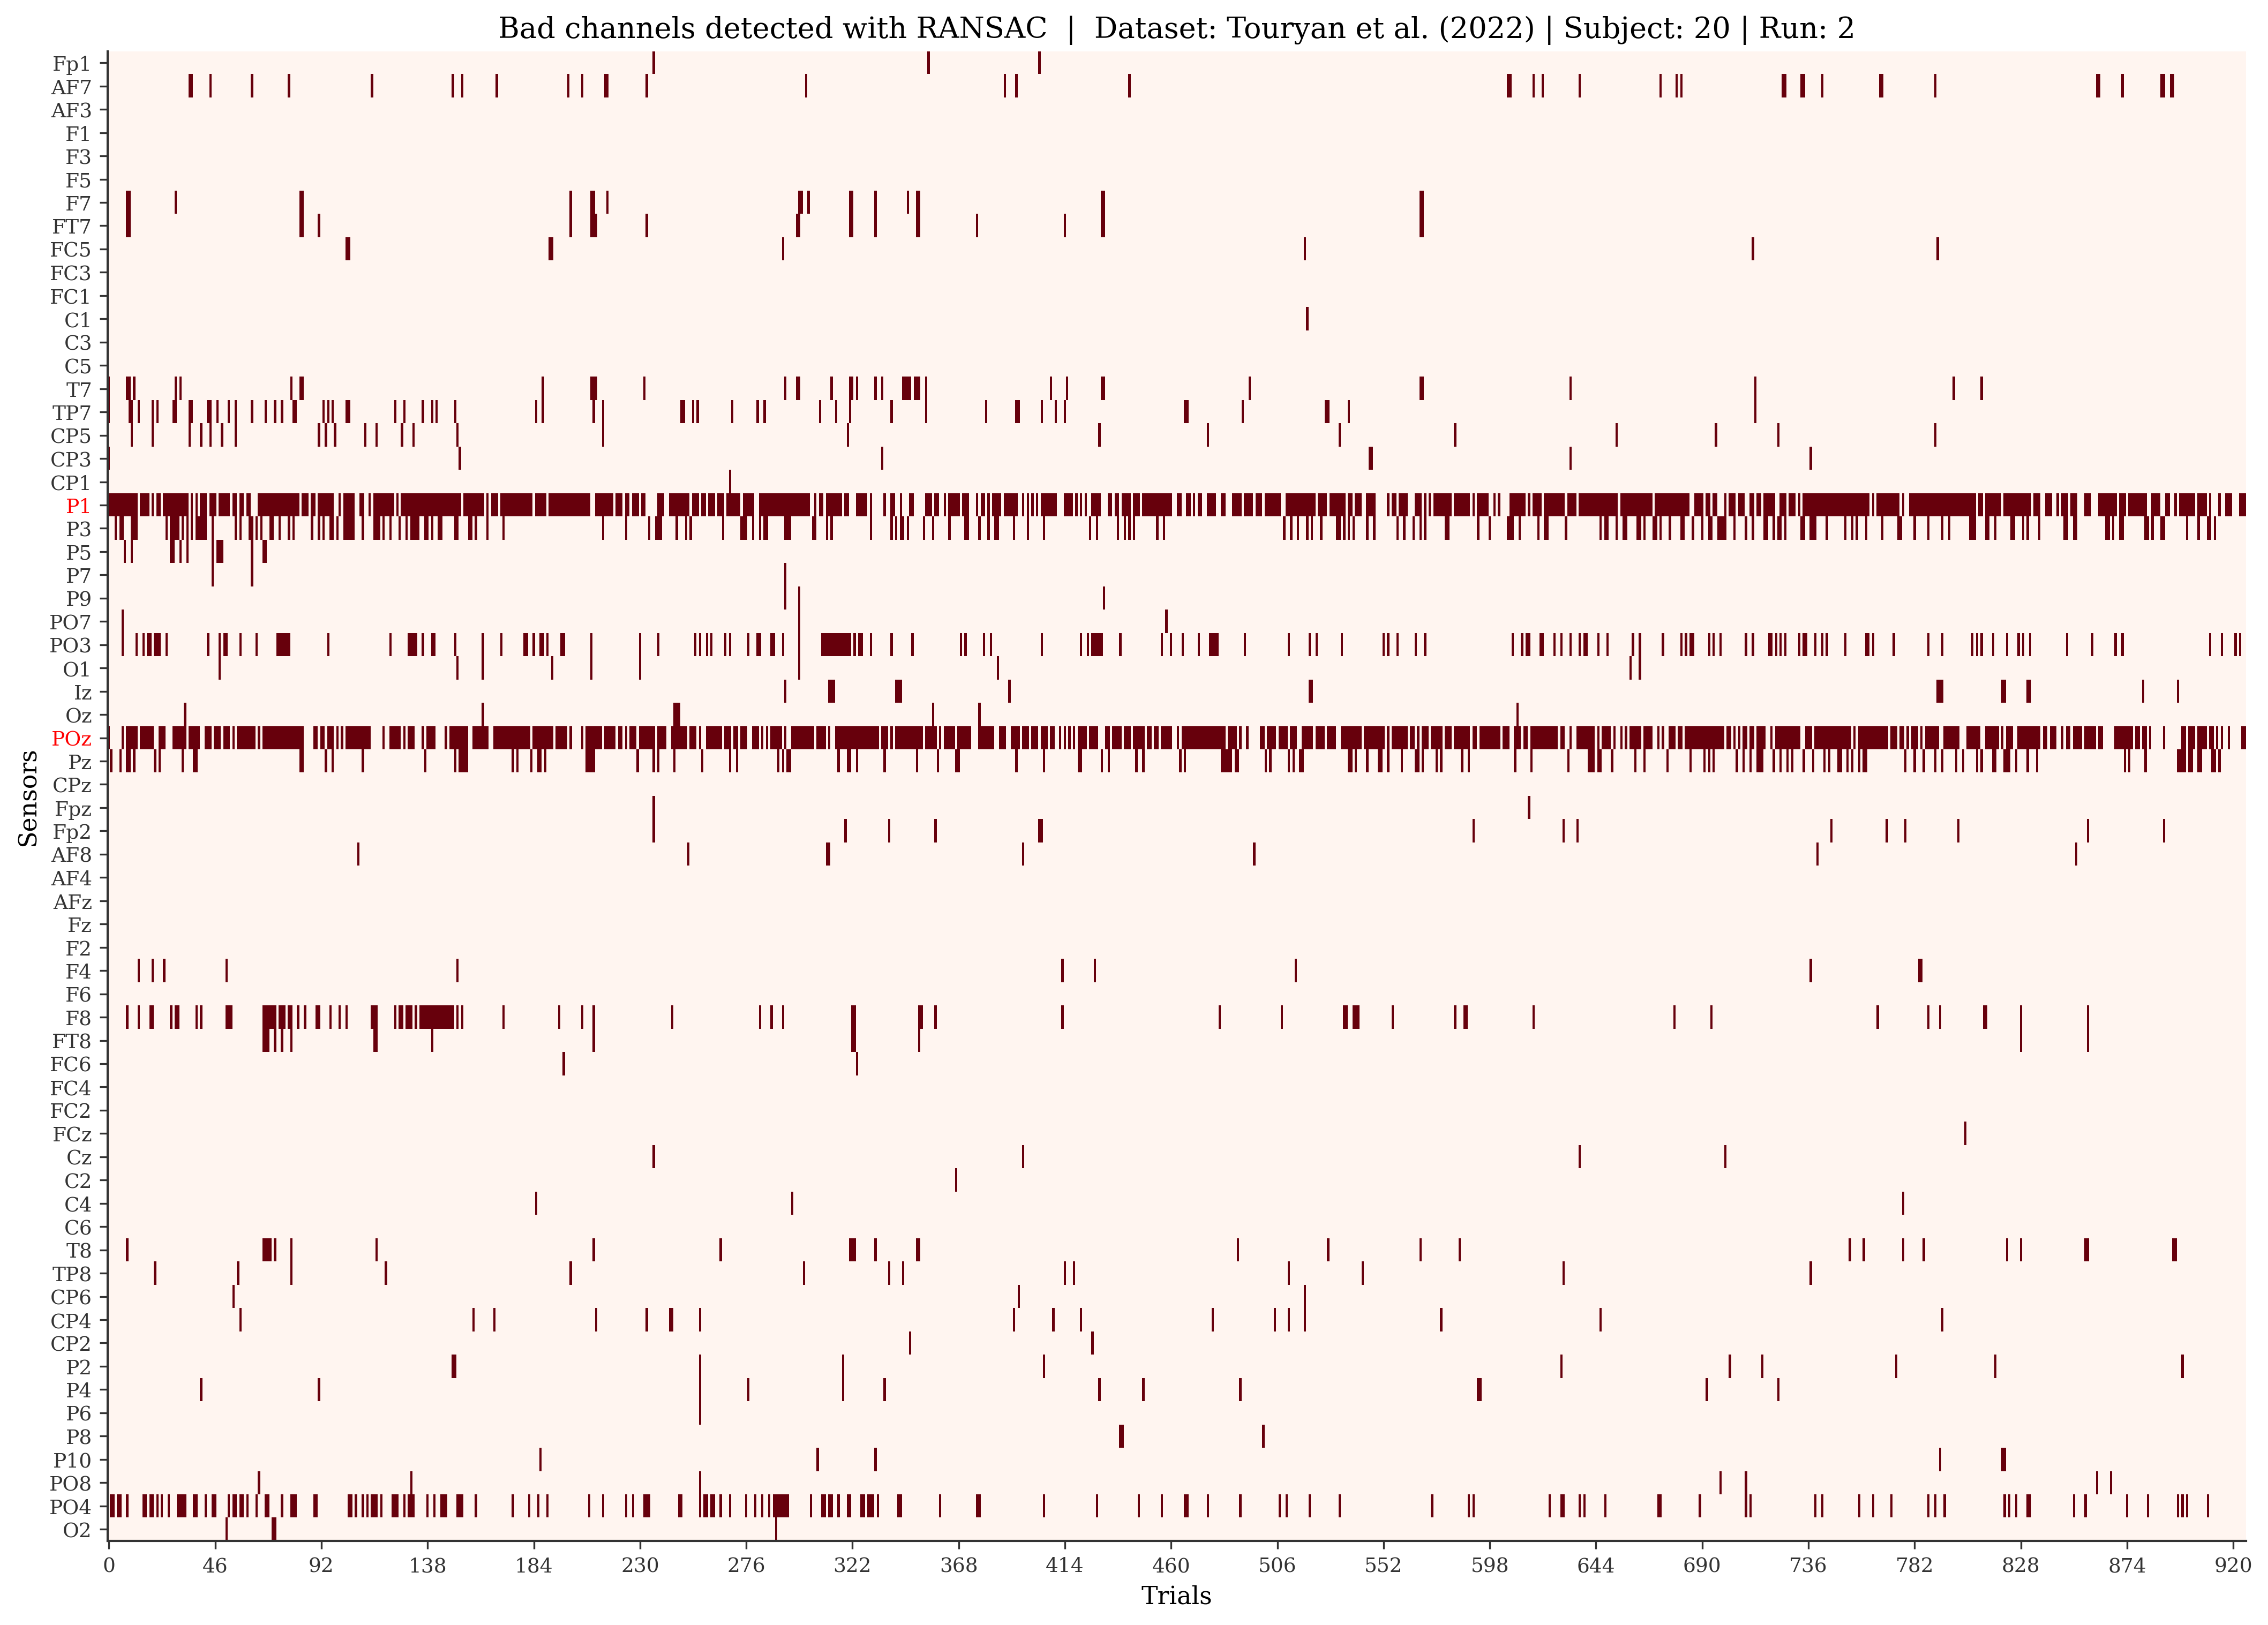 Bad channels detected with RANSAC | Dataset: Touryan et al. (2022) | Subject: 20 | Run: 2
Sensors
Fp1
AF7
AF3
F1
F3
F5
F7
FT7
FC5
FC3
FC1
C1
C3
C5
T7
TP7
CP5
CP3
CP1
P1
P3
P5
P7
P9
PO7
PO3
O1
Iz
Oz
POz
Pz
CPz
Fpz
Fp2
AF8
AF4
AFz
Fz
F2
F4
F6
F8
FT8
FC6
FC4
FC2
FCz
Cz
C2
C4
C6
T8
TP8
CP6
CP4
CP2
P2
P4
P6
P8
P10
PO8
PO4
O2
0 46 92 138 184 230 276 322 368 414 460 506 552 598 644 690 736 782 828 874 920
Trials